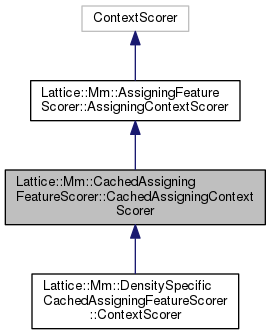 ContextScorer
Lattice::Mm::AssigningFeature
Scorer::AssigningContextScorer
Lattice::Mm::CachedAssigning
FeatureScorer::CachedAssigningContext
Scorer
Lattice::Mm::DensitySpecific
CachedAssigningFeatureScorer
::ContextScorer